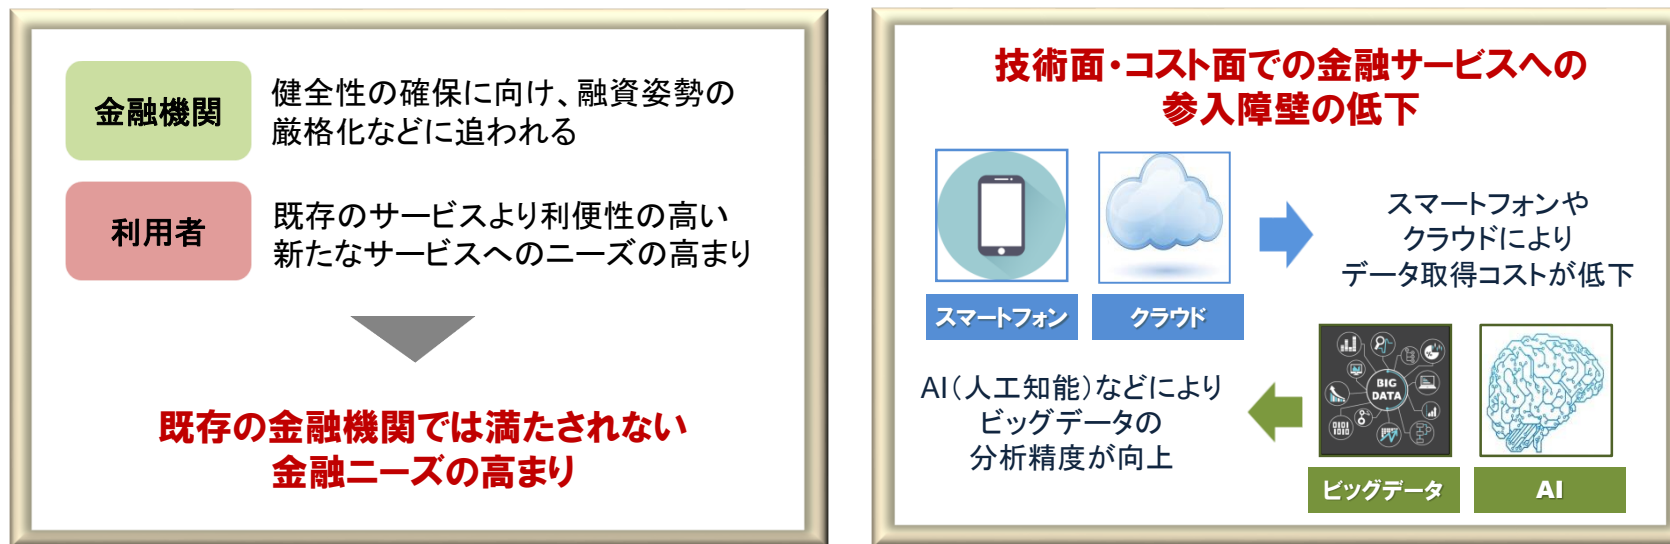 金融機関
健全性の確保に向け、融資姿勢の
厳格化などに追われる
利用者
既存のサービスより利便性の高い
新たなサービスへのニーズの高まり
既存の金融機関では満たされない
金融ニーズの高まり
技術面・コスト面での金融サービスへの
参入障壁の低下
スマートフォン
クラウド
スマートフォンや
クラウドにより
データ取得コストが低下
AI(人工知能)などにより
ビッグデータの
分析精度が向上
BIG
DATA
0101
1010
ビッグデータ
AI